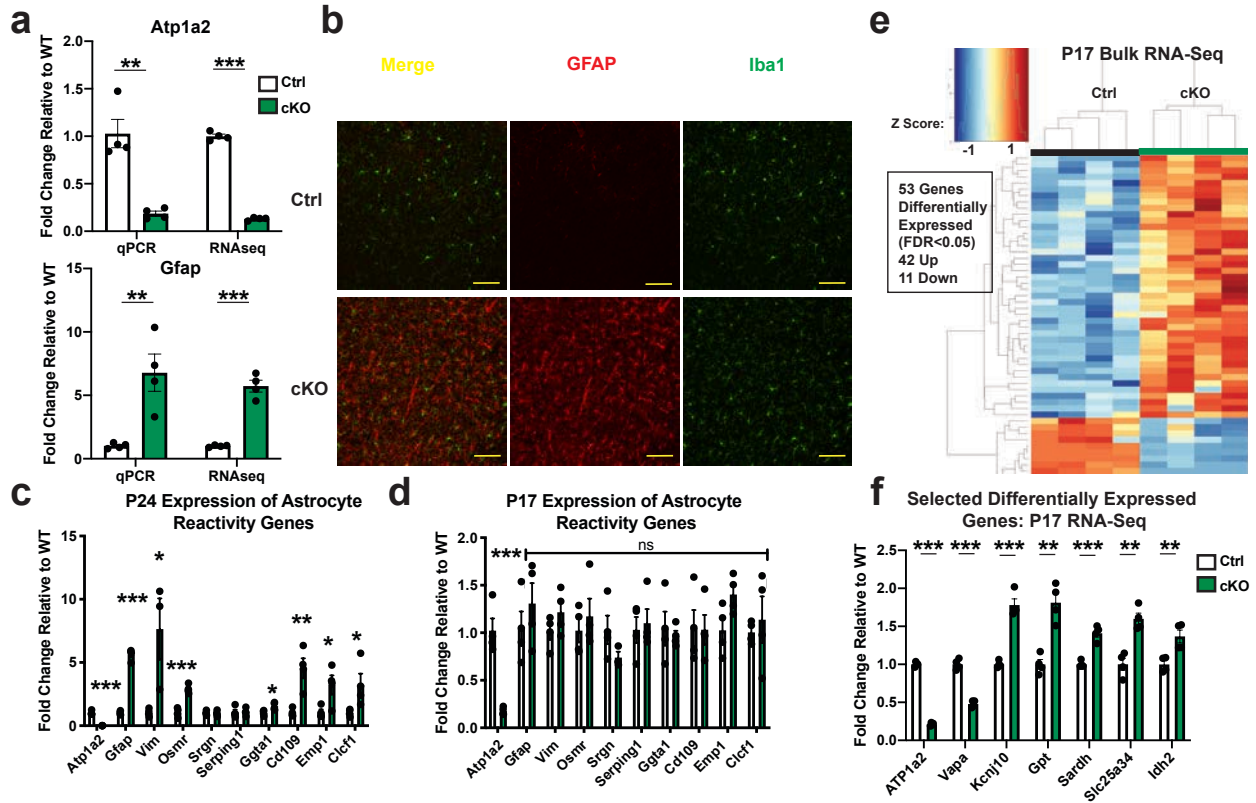 a
Atp1a2
Fold Change Relative to WT
2.0
1.5
1.0
0.5
0.0
** ***
Ctrl
cKO
qPCR RNAseq
Gfap
Fold Change Relative to WT
15
10
5
0
** ***
qPCR RNAseq
b
Merge GFAP Iba1
Ctrl
cKO
e
P17 Bulk RNA-Seq
Ctrl cKO
Z Score:
-1 1
53 Genes
Differentially
Expressed
(FDR<0.05)
42 Up
11 Down
c
P24 Expression of Astrocyte
Reactivity Genes
Fold Change Relative to WT
15
10
5
0
*** *** * *** * ** * *
Atp1a2 Gfap Vim Osmr Srgn Serping1 Ggta1 Cd109 Emp1 Clcf1
d
P17 Expression of Astrocyte
Reactivity Genes
Fold Change Relative to WT
2.0
1.5
1.0
0.5
0.0
*** ns
Atp1a2 Gfap Vim Osmr Srgn Serping1 Ggta1 Cd109 Emp1 Clcf1
f
Selected Differentially Expressed
Genes: P17 RNA-Seq
Fold Change Relative to WT
2.5
2.0
1.5
1.0
0.5
0.0
*** *** *** ** *** ** **
Ctrl
cKO
ATP1a2 Vapa Kcnj10 Gpt Sardh Slc25a34 Idh2